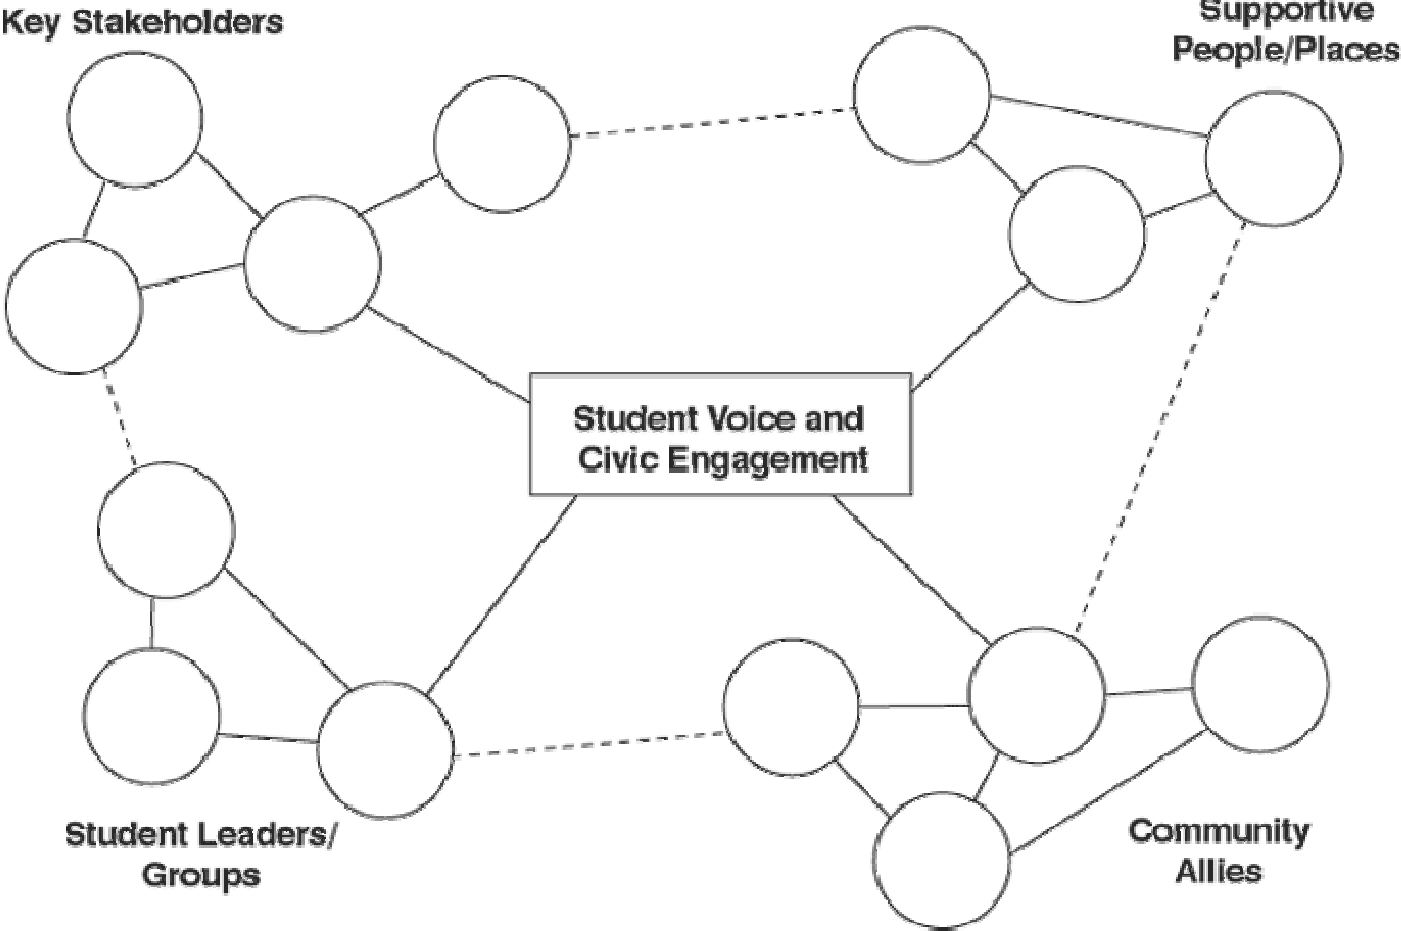 Key Stakeholders
Supportive
People/Places
Student Voice and
Civic Engagement
Student Leaders/
Groups
Community
Allies